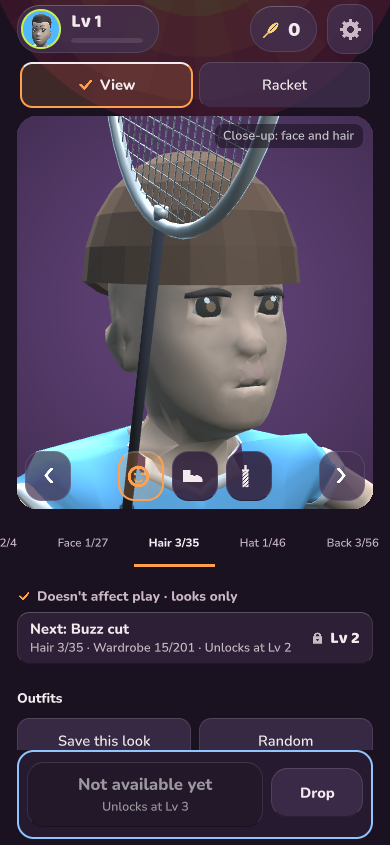 Lv 1
0
View
Racket
Close-up: face and hair
2/4
Face 1/27
Hair 3/35
Hat 1/46
Back 3/56
Doesn't affect play · looks only
Next: Buzz cut
Hair 3/35 · Wardrobe 15/201 · Unlocks at Lv 2
Lv 2
Outfits
Save this look
Random
Not available yet
Unlocks at Lv 3
Drop